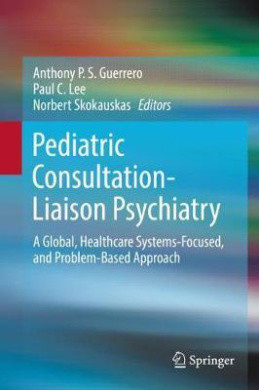 Anthony P. S. Guerrero
Paul C. Lee
Norbert Skokauskas Editors
Pediatric
Consultation-
Liaison Psychiatry
A Global, Healthcare Systems-Focused,
and Problem-Based Approach
Springer